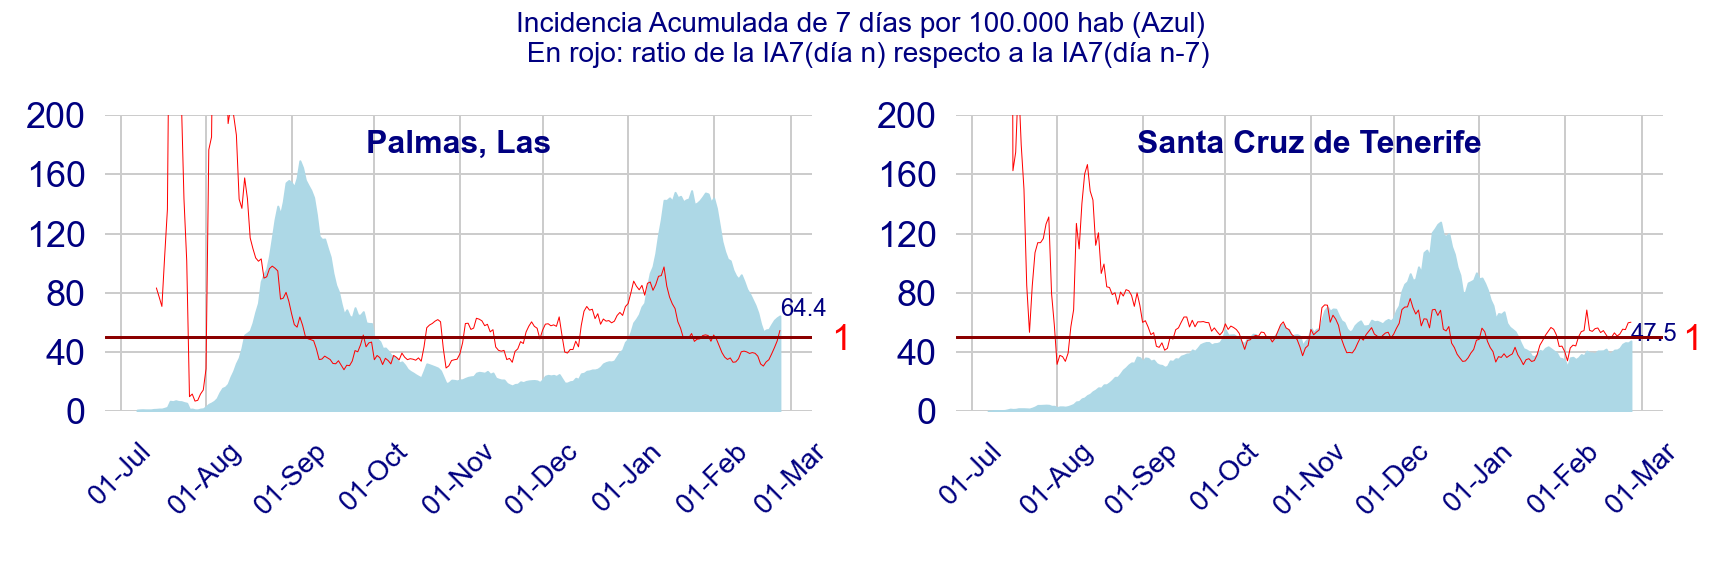 Incidencia Acumulada de 7 días por 100.000 hab (Azul)
En rojo: ratio de la IA7(día n) respecto a la IA7(día n-7)
Palmas, Las
200
160
120
80
40
0
64.4
1
01-Jul
01-Aug
01-Sep
01-Oct
01-Nov
01-Dec
01-Jan
01-Feb
01-Mar
Santa Cruz de Tenerife
200
160
120
80
40
0
47.5
1
01-Jul
01-Aug
01-Sep
01-Oct
01-Nov
01-Dec
01-Jan
01-Feb
01-Mar